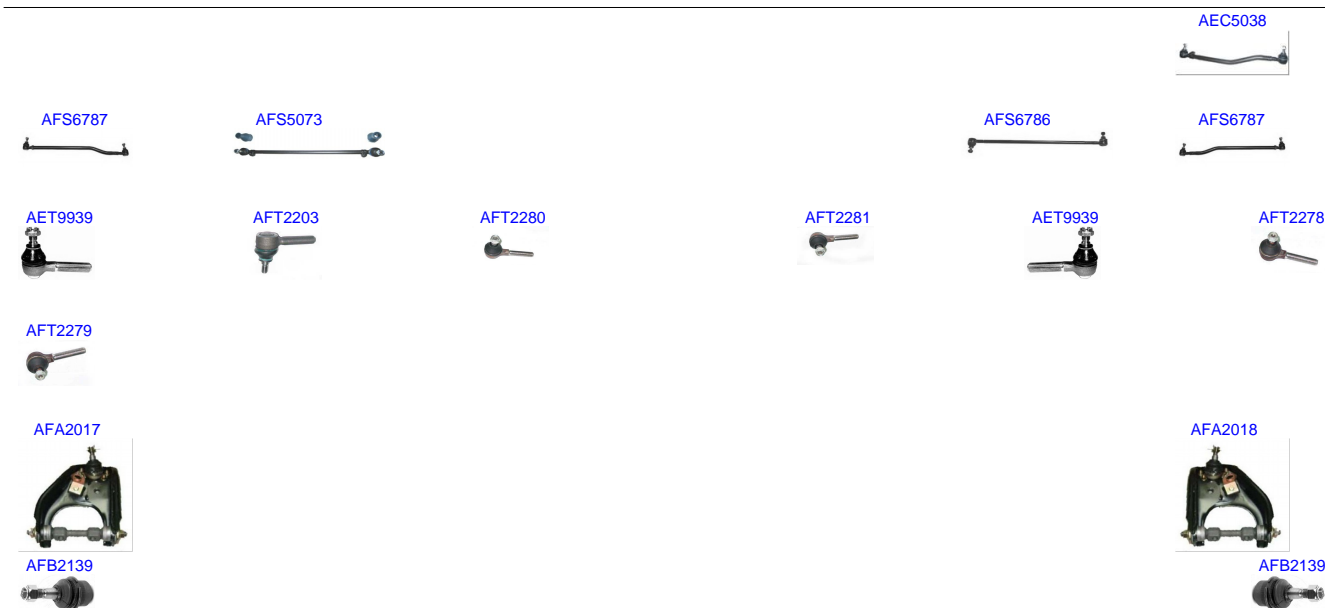 AEC5038
AFS6787 AFS5073 AFS6786 AFS6787
AET9939 AFT2203 AFT2280 AFT2281 AET9939 AFT2278
AFT2279
AFA2017 AFA2018
AFB2139 AFB2139